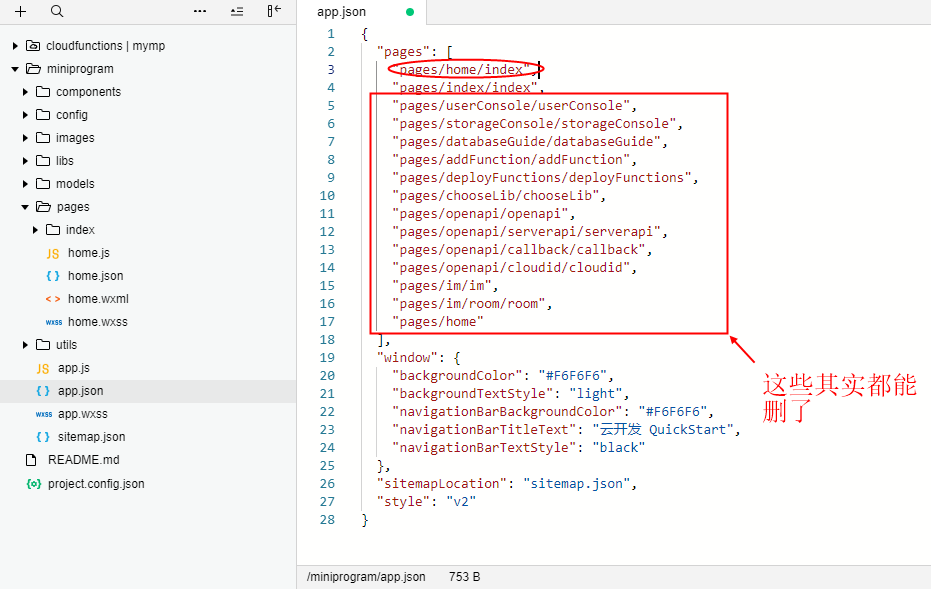 app.json
cloudfunctions | mymp
miniprogram
components
config
images
libs
models
pages
index
JS home.js
{ } home.json
< > home.wxml
wxss home.wxss
utils
JS app.js
{ } app.json
wxss app.wxss
{ } sitemap.json
README.md
{o} project.config.json
1 {
2 "pages": [
3 "pages/home/index",
4 "pages/index/index",
5 "pages/userConsole/userConsole",
6 "pages/storageConsole/storageConsole",
7 "pages/databaseGuide/databaseGuide",
8 "pages/addFunction/addFunction",
9 "pages/deployFunctions/deployFunctions",
10 "pages/chooseLib/chooseLib",
11 "pages/openapi/openapi",
12 "pages/openapi/serverapi/serverapi",
13 "pages/openapi/callback/callback",
14 "pages/openapi/cloudid/cloudid",
15 "pages/im/im",
16 "pages/im/room/room",
17 "pages/home"
18 ],
19 "window": {
20 "backgroundColor": "#F6F6F6",
21 "backgroundTextStyle": "light",
22 "navigationBarBackgroundColor": "#F6F6F6",
23 "navigationBarTitleText": "云开发 QuickStart",
24 "navigationBarTextStyle": "black"
25 },
26 "sitemapLocation": "sitemap.json",
27 "style": "v2"
28 }
这些其实都能
删了
/miniprogram/app.json 753 B